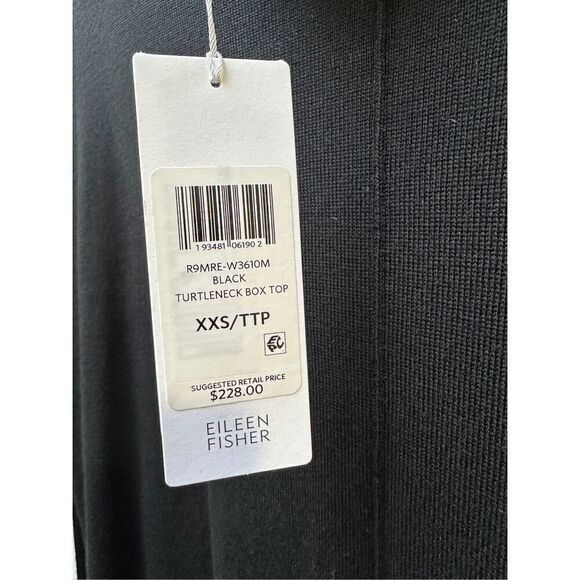 1 93481 06190 2
R9MRE-W3610M
BLACK
TURTLENECK BOX TOP
XXS/TTP
EPC
SUGGESTED RETAIL PRICE
$228.00
EILEEN
FISHER